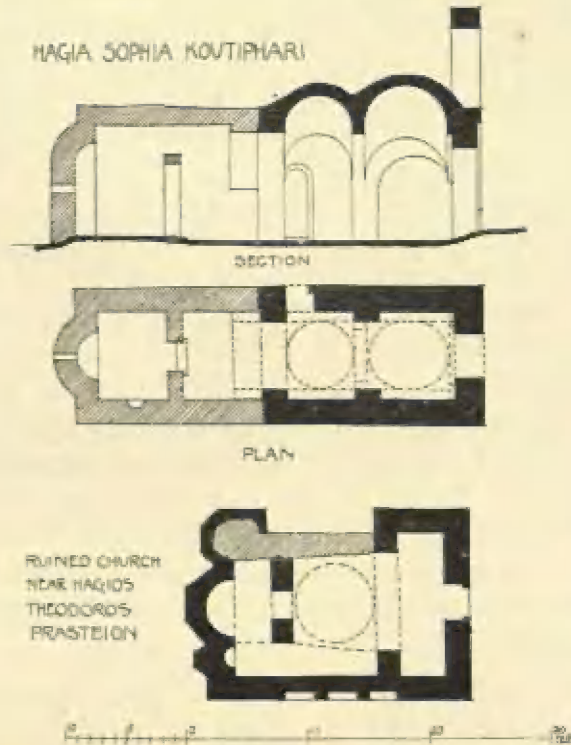 HAGIA SOPHIA KOUTIPHARI
SECTION
PLAN
RUINED CHURCH
NEAR HAGIOS
THEODOROS
PRASTEION